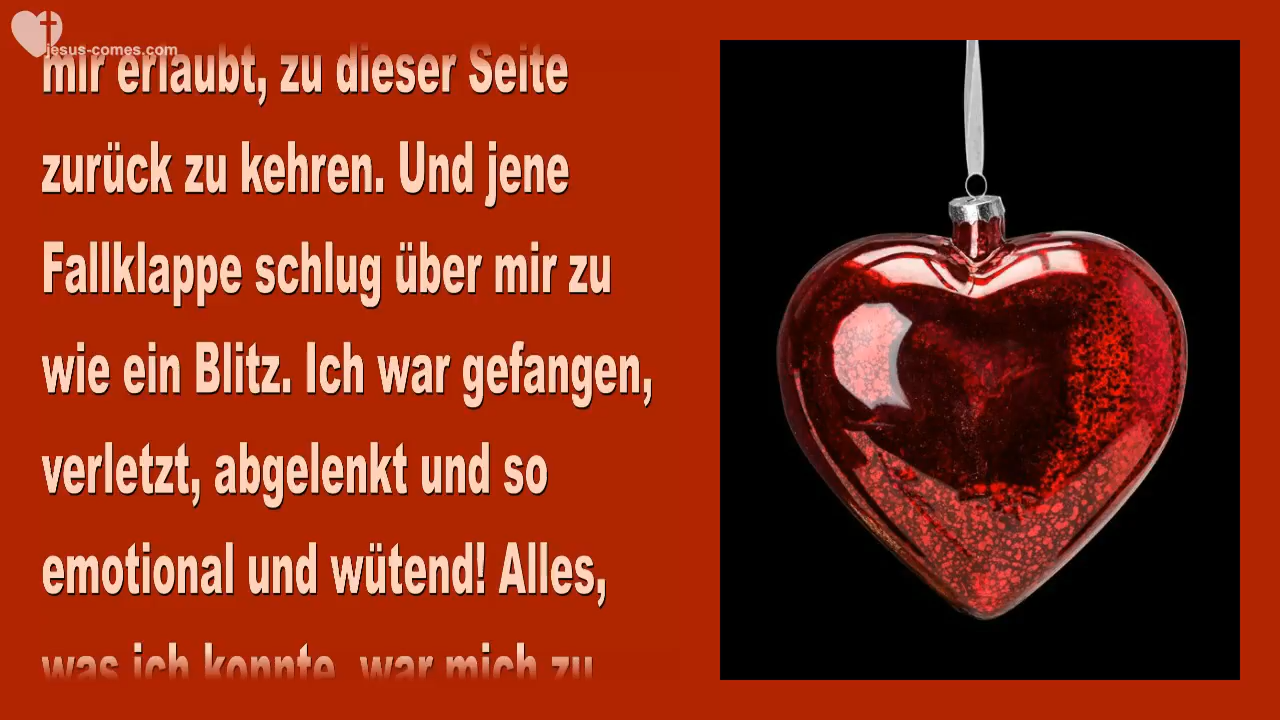 jesus-comes.com
mir erlaubt, zu dieser Seite
zurück zu kehren. Und jene
Fallklappe schlug über mir zu
wie ein Blitz. Ich war gefangen,
verletzt, abgelenkt und so
emotional und wütend! Alles,
was ich konnte, war mich zu